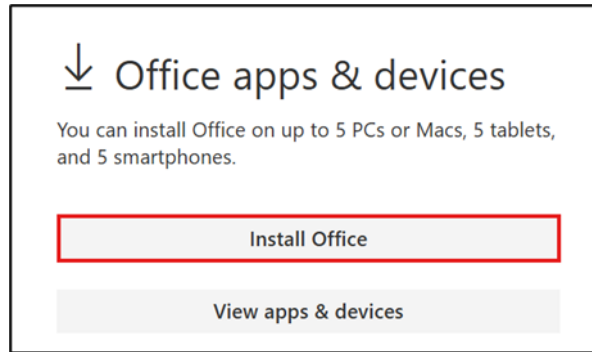 Office apps & devices
You can install Office on up to 5 PCs or Macs, 5 tablets,
and 5 smartphones.
Install Office
View apps & devices